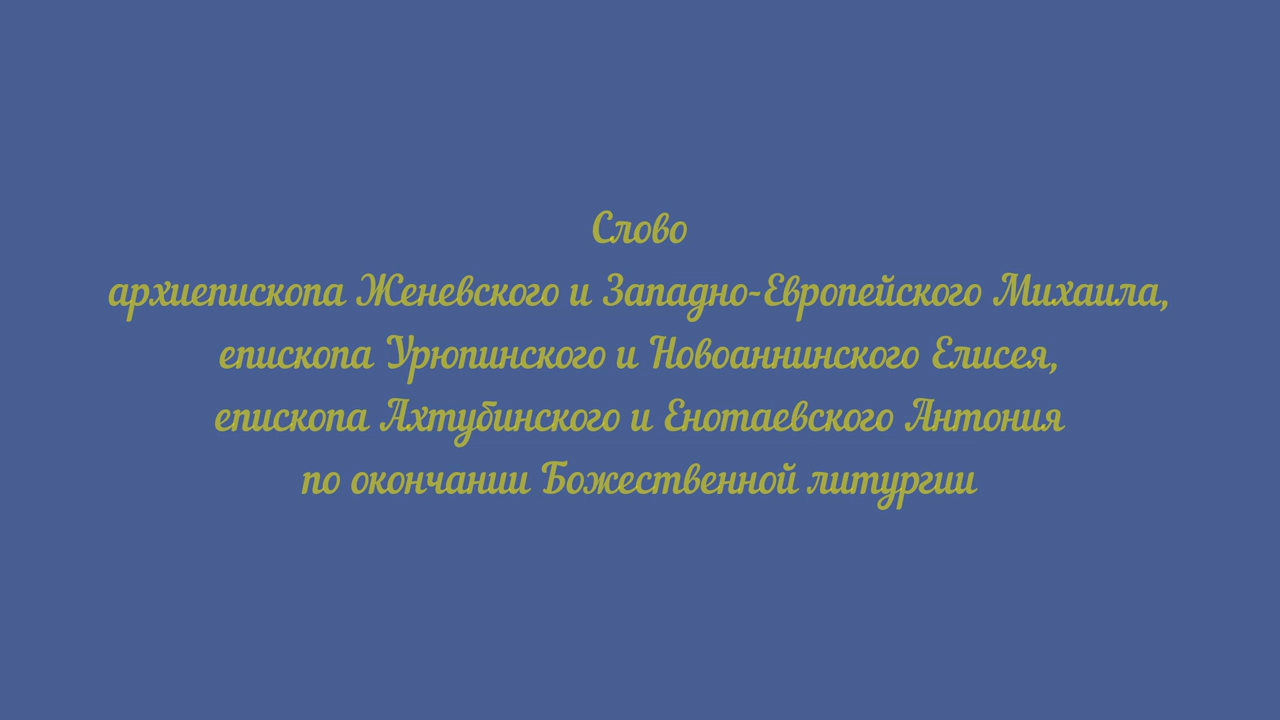 Слово
архиепископа Женевского и Западно-Европейского Михаила,
епископа Урюпинского и Новоаннинского Елисея,
епископа Ахтубинского и Енотаевского Антония
по окончании Божественной литургии